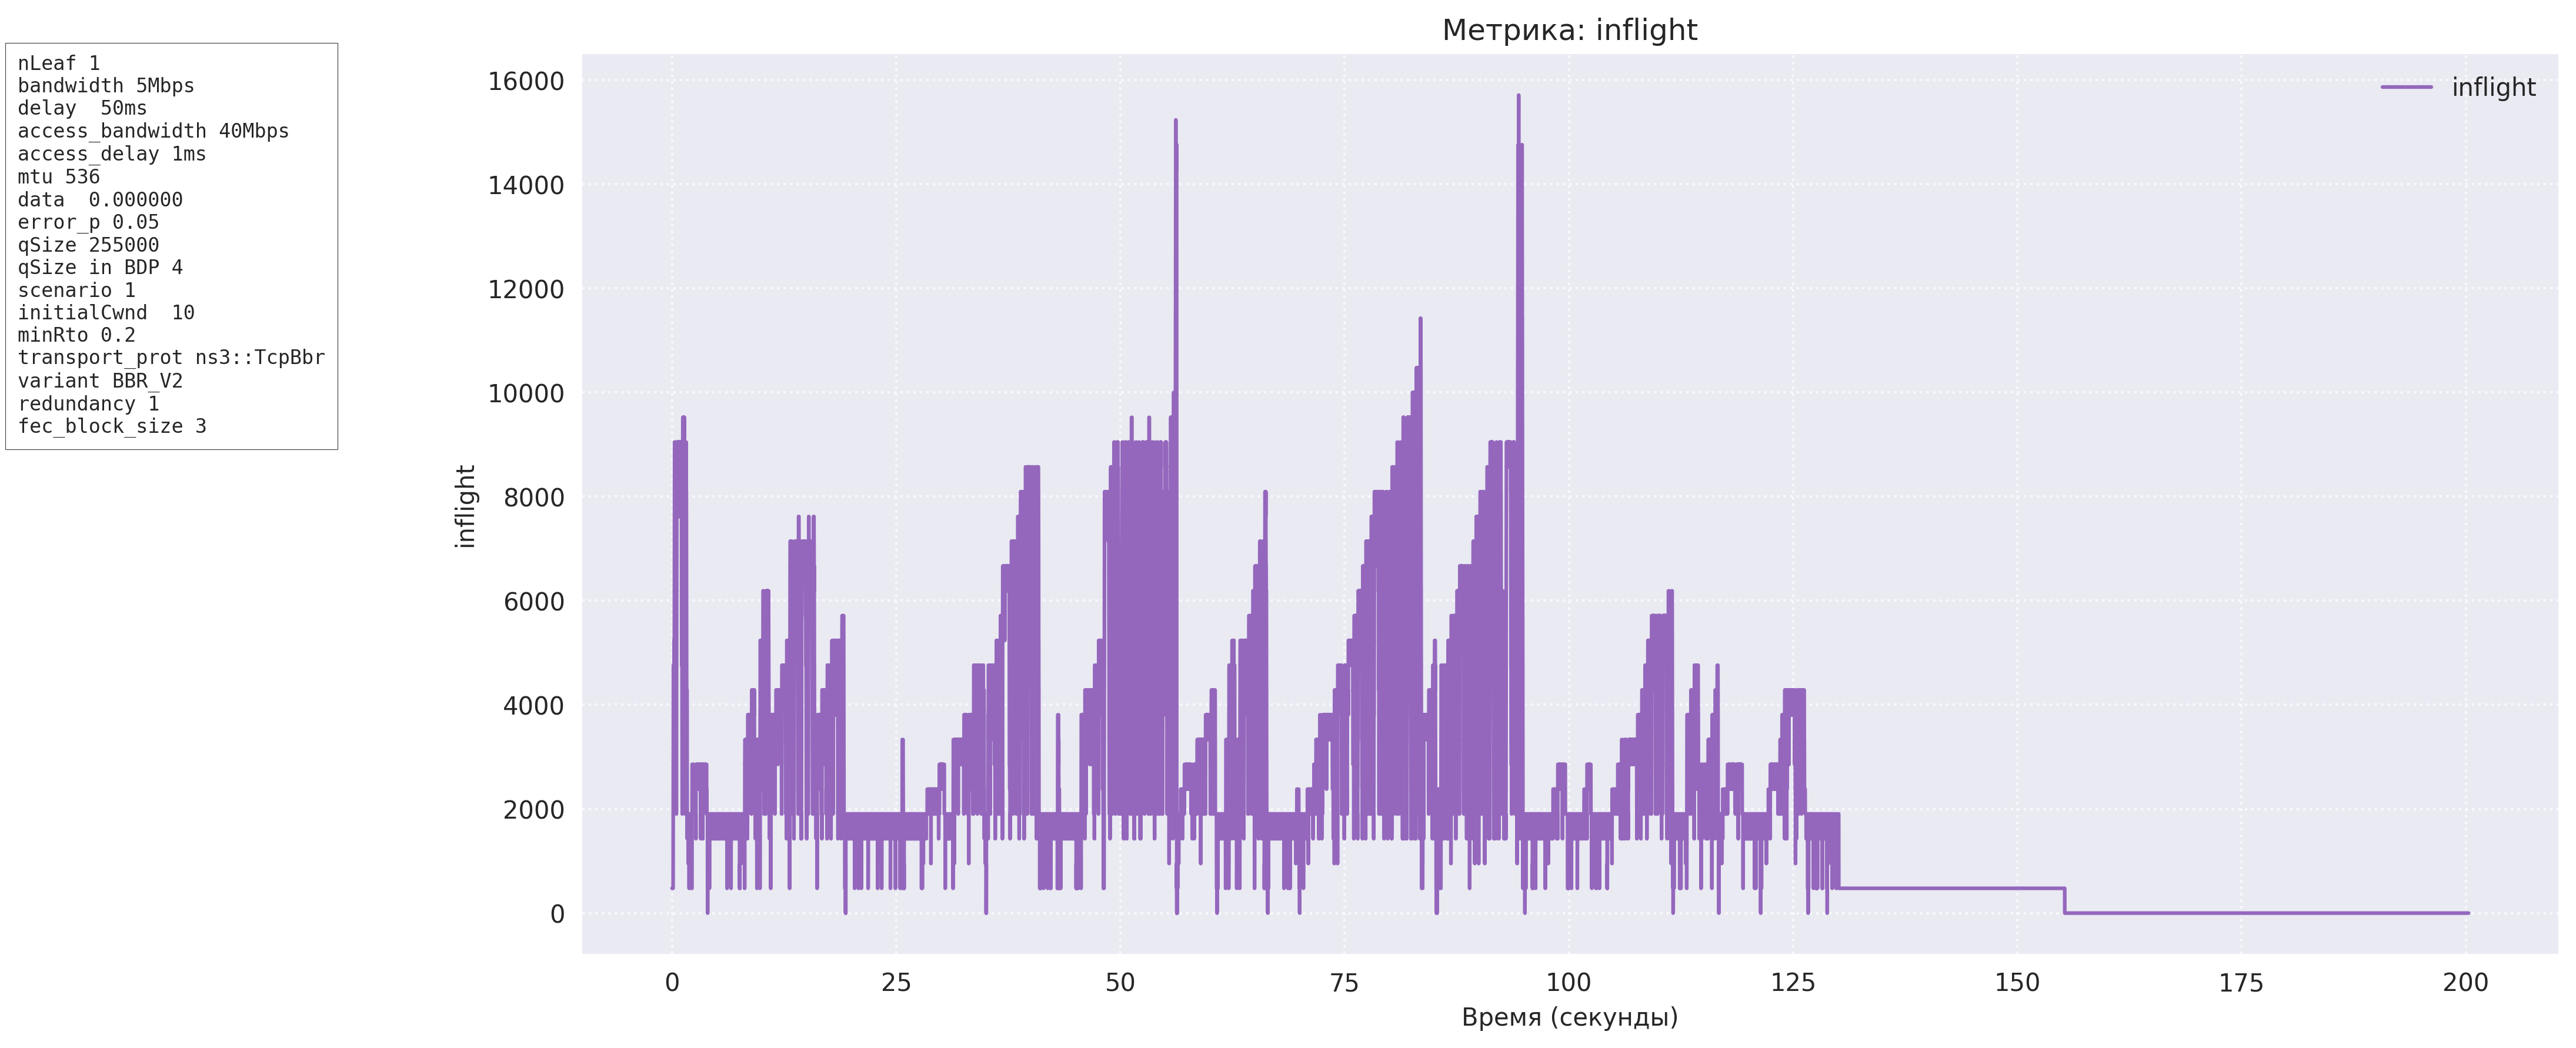 Метрика: inflight
nLeaf 1
bandwidth 5Mbps
delay  50ms
access_bandwidth 40Mbps
access_delay 1ms
mtu 536
data  0.000000
error_p 0.05
qSize 255000
qSize in BDP 4
scenario 1
initialCwnd  10
minRto 0.2
transport_prot ns3::TcpBbr
variant BBR_V2
redundancy 1
fec_block_size 3
inflight
16000
14000
12000
10000
8000
6000
4000
2000
0
inflight
0 25 50 75 100 125 150 175 200
Время (секунды)